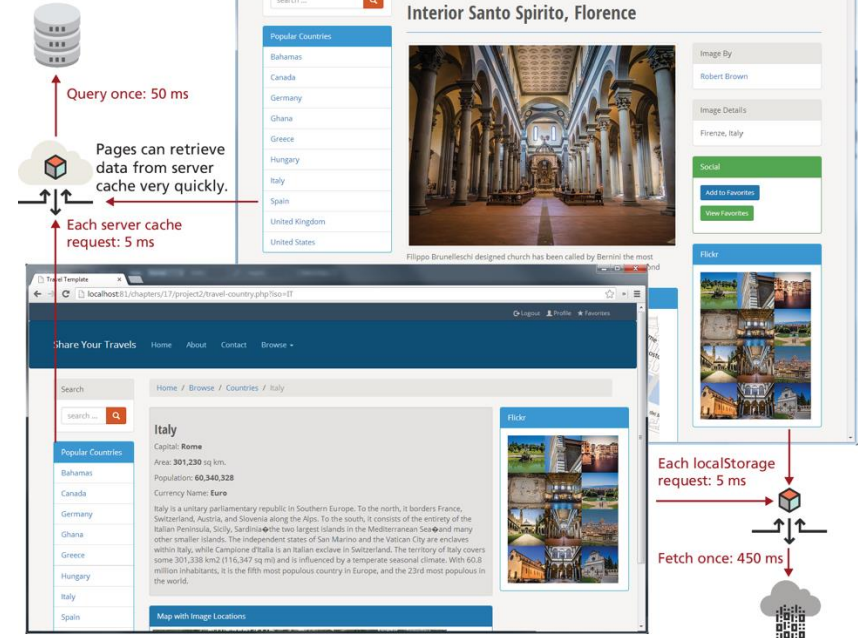 search ...
Interior Santo Spirito, Florence
Popular Countries
Bahamas
Canada
Germany
Ghana
Greece
Hungary
Italy
Spain
United Kingdom
United States
Image By
Robert Brown
Image Details
Firenze, Italy
Social
Add to Favorites
View Favorites
Flickr
Filippo Brunelleschi designed church has been called by Bernini the most
Query once: 50 ms
Pages can retrieve
data from server
cache very quickly.
Each server cache
request: 5 ms
Travel Template
localhost:81/chapters/17/project2/travel-country.php?iso=IT
Logout Profile Favorites
Share Your Travels Home About Contact Browse
Search
search ...
Home / Browse / Countries / Italy
Popular Countries
Bahamas
Canada
Germany
Ghana
Greece
Hungary
Italy
Spain
Italy
Capital: Rome
Area: 301,230 sq km.
Population: 60,340,328
Currency Name: Euro
Italy is a unitary parliamentary republic in Southern Europe. To the north, it borders France,
Switzerland, Austria, and Slovenia along the Alps. To the south, it consists of the entirety of the
Italian Peninsula, Sicily, Sardinia�the two largest islands in the Mediterranean Sea�and many
other smaller islands. The independent states of San Marino and the Vatican City are enclaves
within Italy, while Campione d'Italia is an Italian exclave in Switzerland. The territory of Italy covers
some 301,338 km2 (116,347 sq mi) and is influenced by a temperate seasonal climate. With 60.8
million inhabitants, it is the fifth most populous country in Europe, and the 23rd most populous in
the world.
Map with Image Locations
Flickr
Each localStorage
request: 5 ms
Fetch once: 450 ms